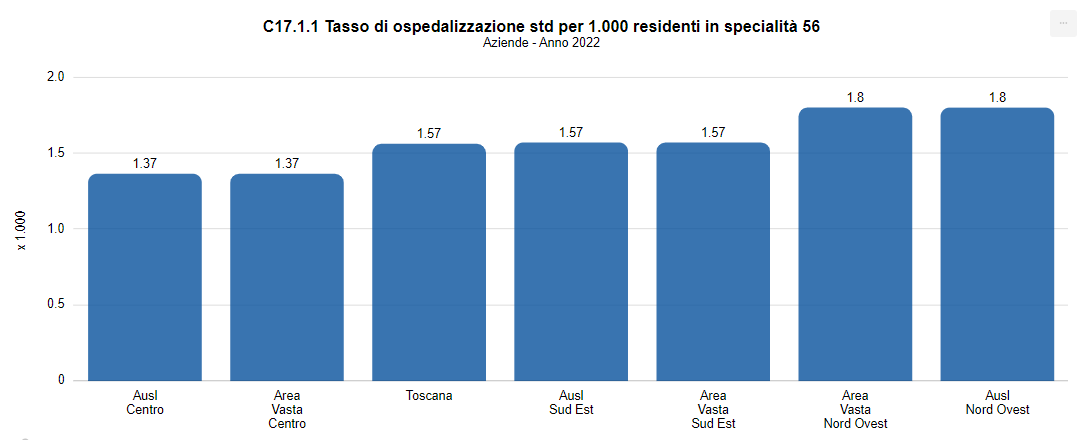 C17.1.1 Tasso di ospedalizzazione std per 1.000 residenti in specialità 56
Aziende - Anno 2022
...
2.0
1.5
1.0
0.5
0
x 1.000
1.37
1.37
1.57
1.57
1.57
1.8
1.8
Ausl
Centro
Area
Vasta
Centro
Toscana
Ausl
Sud Est
Area
Vasta
Sud Est
Area
Vasta
Nord Ovest
Ausl
Nord Ovest